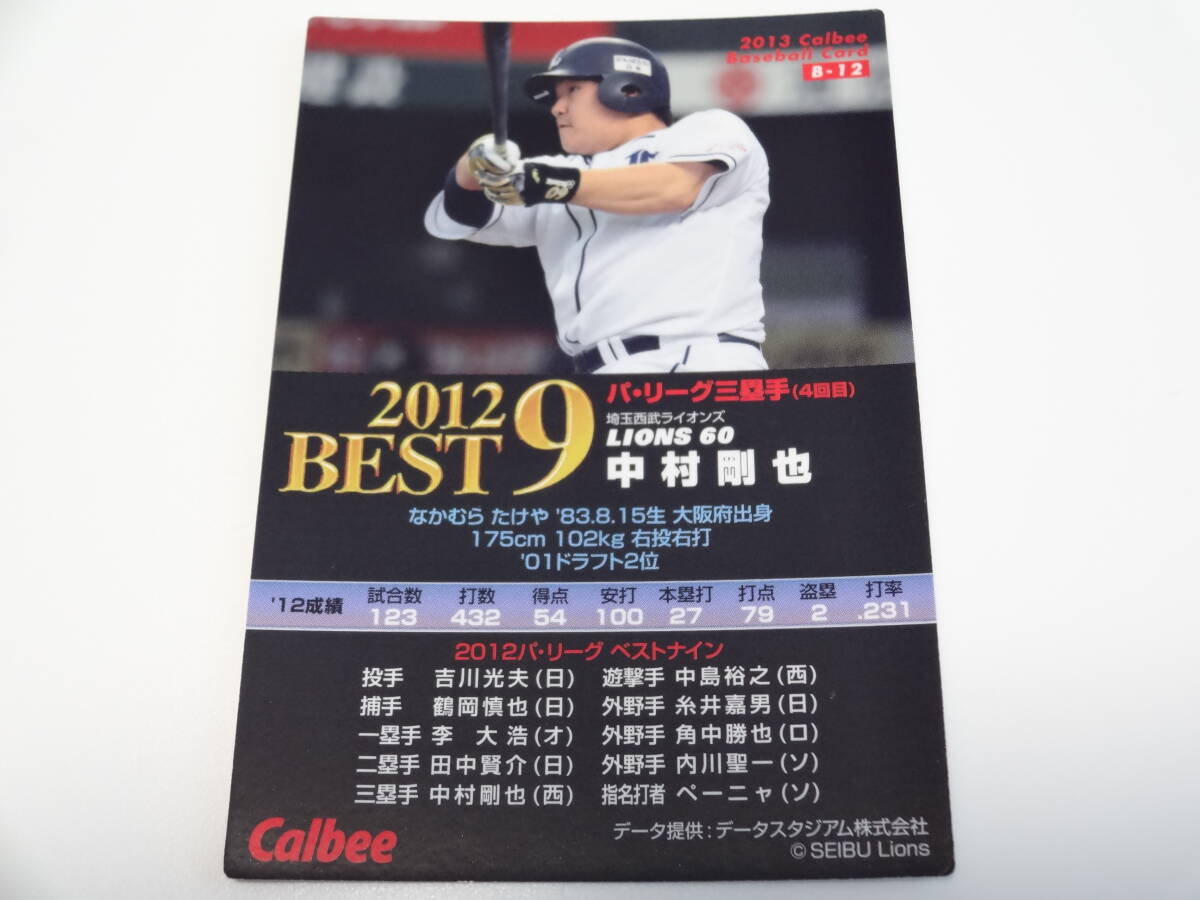 2013 Calbee
Baseball Card
B-12
2012
BEST 9
パ・リーグ三塁手(4回目)
埼玉西武ライオンズ
LIONS 60
中村剛也
なかむら たけや '83.8.15生 大阪府出身
175cm 102kg 右投右打
'01ドラフト2位
'12成績 試合数 打数 得点 安打 本塁打 打点 盗塁 打率
123 432 54 100 27 79 2 .231
2012パ・リーグ ベストナイン
投手 吉川光夫(日) 遊撃手 中島裕之(西)
捕手 鶴岡慎也(日) 外野手 糸井嘉男(日)
一塁手 李 大浩(オ) 外野手 角中勝也(ロ)
二塁手 田中賢介(日) 外野手 内川聖一(ソ)
三塁手 中村剛也(西) 指名打者 ペーニャ(ソ)
Calbee
データ提供:データスタジアム株式会社
© SEIBU Lions